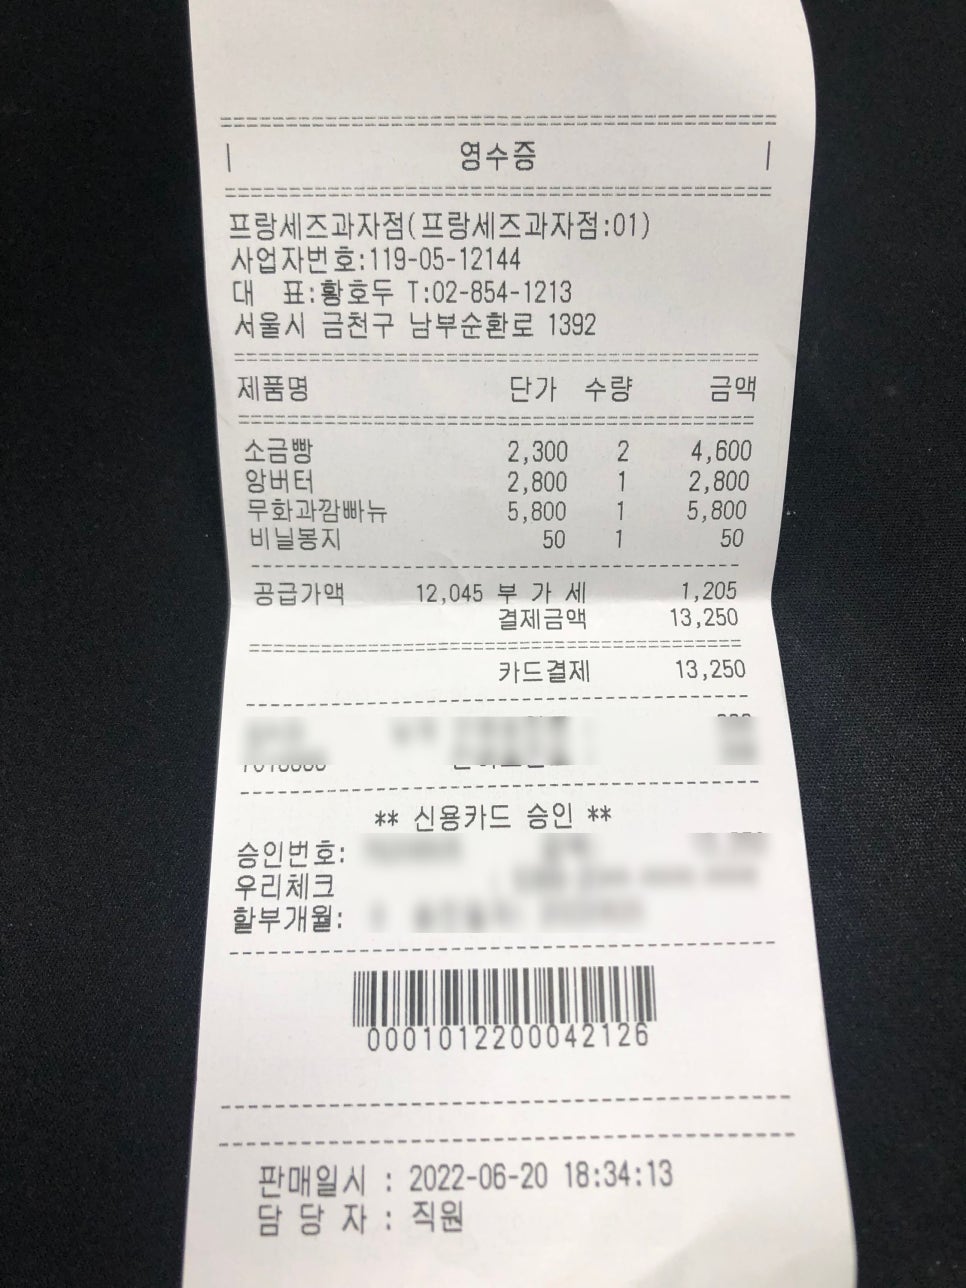 영수증
프랑세즈과자점(프랑세즈과자점:01)
사업자번호:119-05-12144
대 표:황호두 T:02-854-1213
서울시 금천구 남부순환로 1392
제품명 단가 수량 금액
소금빵 2,300 2 4,600
앙버터 2,800 1 2,800
무화과깜빠뉴 5,800 1 5,800
비닐봉지 50 1 50
공급가액 12,045 부 가 세 1,205
결제금액 13,250
카드결제 13,250
** 신용카드 승인 **
승인번호:
우리체크
할부개월:
0001012200042126
판매일시 : 2022-06-20 18:34:13
담 당 자 : 직원